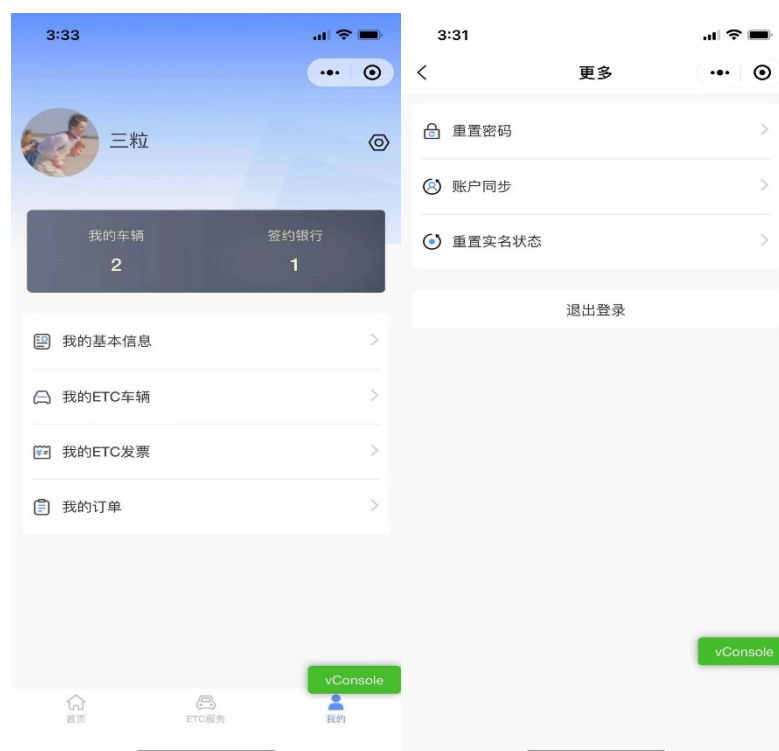 3:33
三粒
我的车辆
签约银行
2
1
我的基本信息
我的ETC车辆
我的ETC发票
我的订单
vConsole
首页
ETC服务
我的
3:31
更多
重置密码
账户同步
重置实名状态
退出登录
vConsole